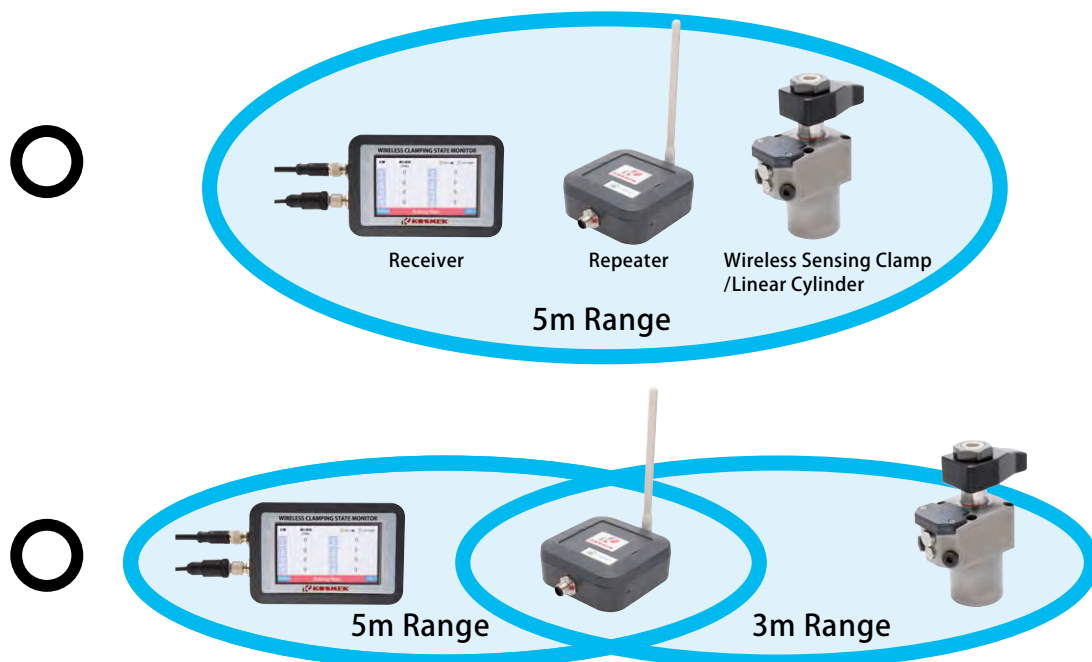 WIRELESS CLAMPING STATE MONITOR
KOSMEK
Receiver
Repeater
Wireless Sensing Clamp
/Linear Cylinder
5m Range
WIRELESS CLAMPING STATE MONITOR
KOSMEK
5m Range
3m Range